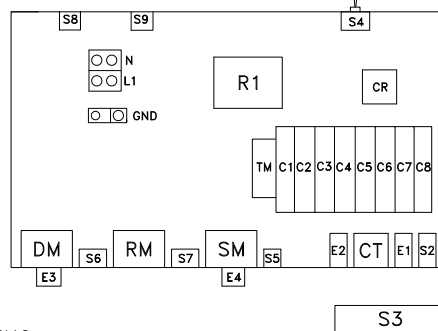 S8 S9 S4
N
L1
R1 CR
GND
TM C1 C2 C3 C4 C5 C6 C7 C8
DM S6 RM S7 SM S5 E2 CT E1 S2
E3 E4
S3